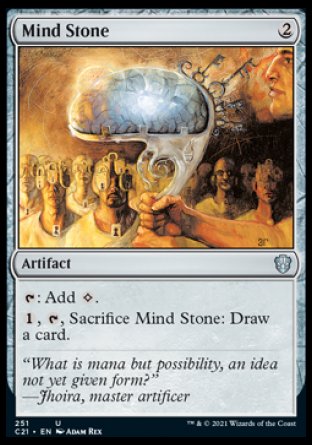 Mind Stone 2
Artifact
: Add .
1, , Sacrifice Mind Stone: Draw
a card.
“What is mana but possibility, an idea
not yet given form?”
—Jhoira, master artificer
251 U
C21 • EN Adam Rex
™ & © 2021 Wizards of the Coast